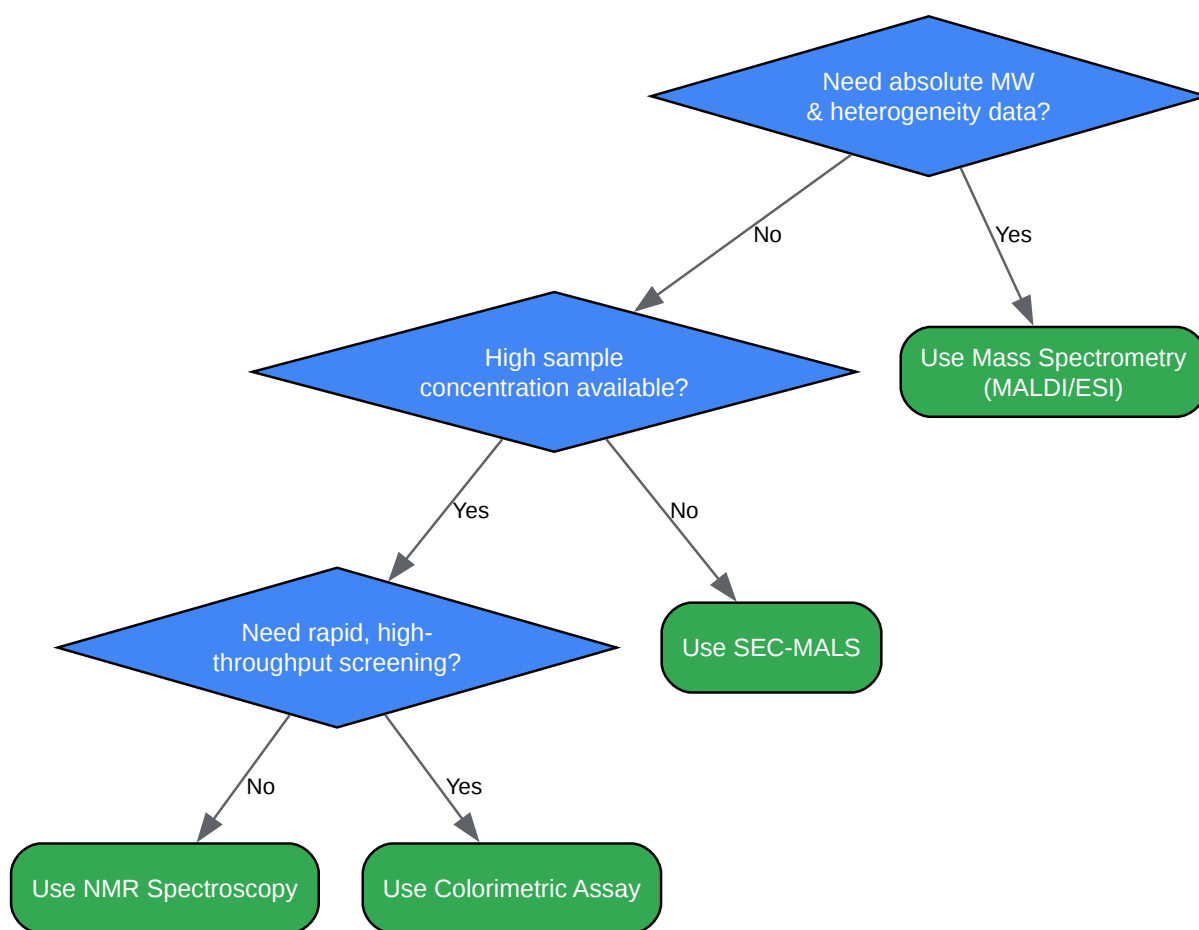 Need absolute MW
& heterogeneity data?
No
Yes
High sample
concentration available?
Use Mass Spectrometry
(MALDI/ESI)
Yes
No
Need rapid, high-
throughput screening?
Use SEC-MALS
No
Yes
Use NMR Spectroscopy
Use Colorimetric Assay